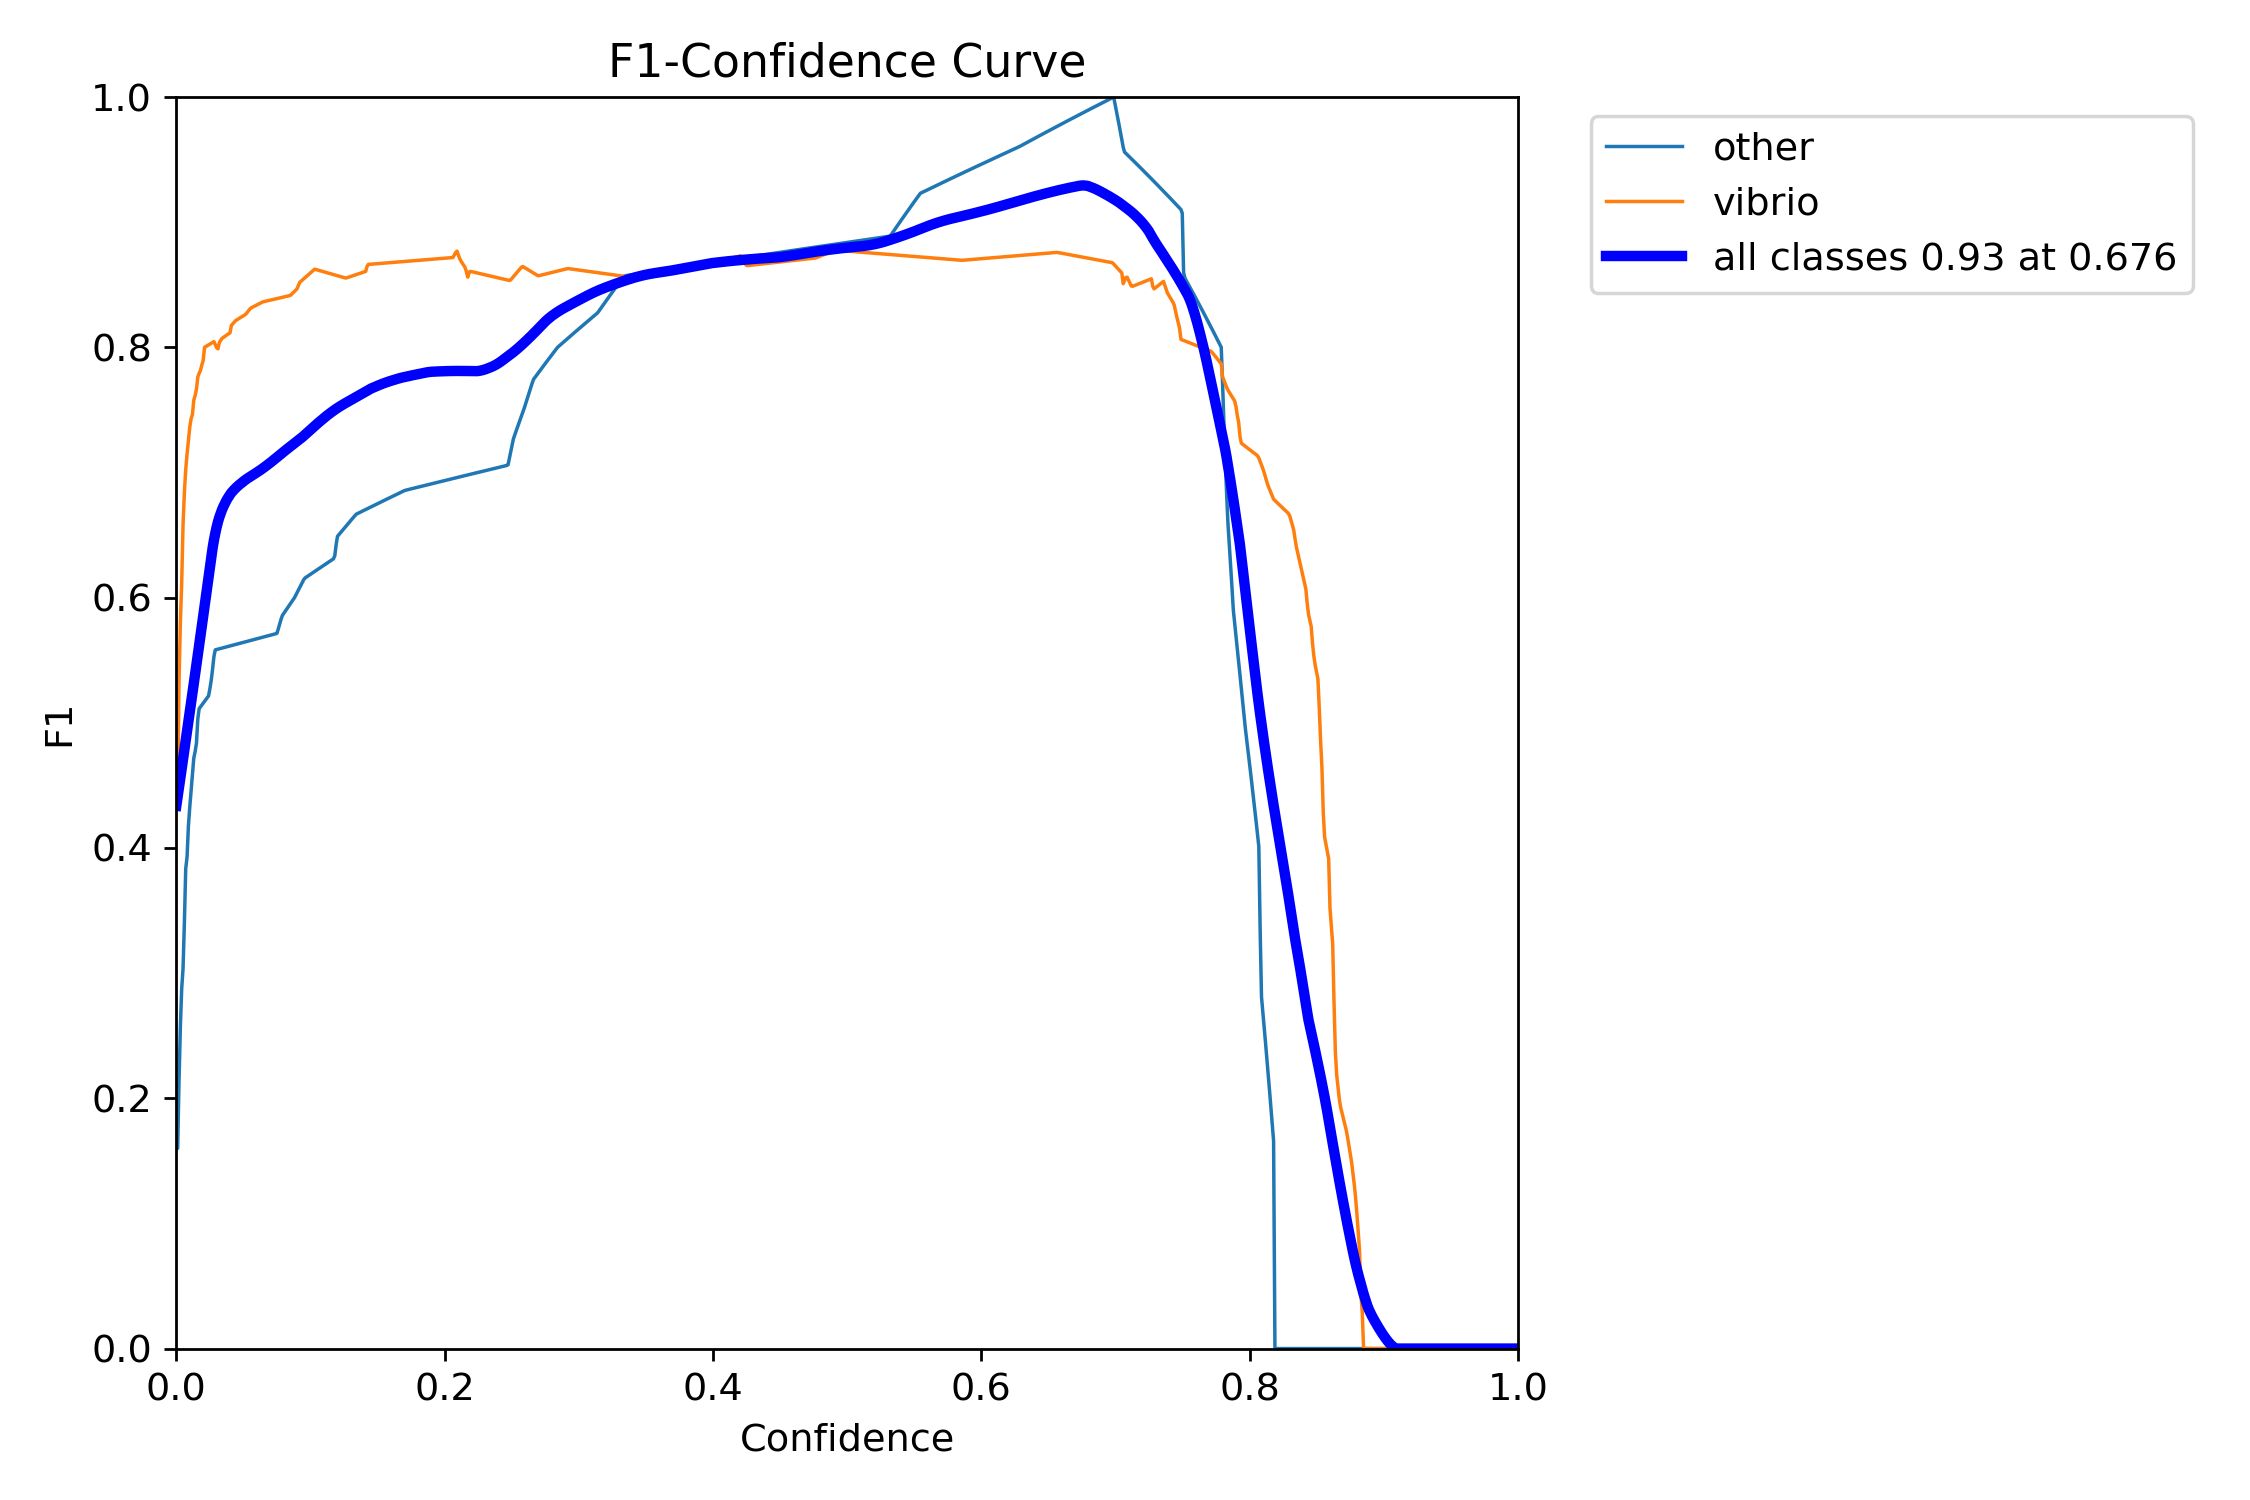 F1-Confidence Curve
1.0
0.8
0.6
0.4
0.2
0.0
F1
0.0 0.2 0.4 0.6 0.8 1.0
Confidence
other
vibrio
all classes 0.93 at 0.676